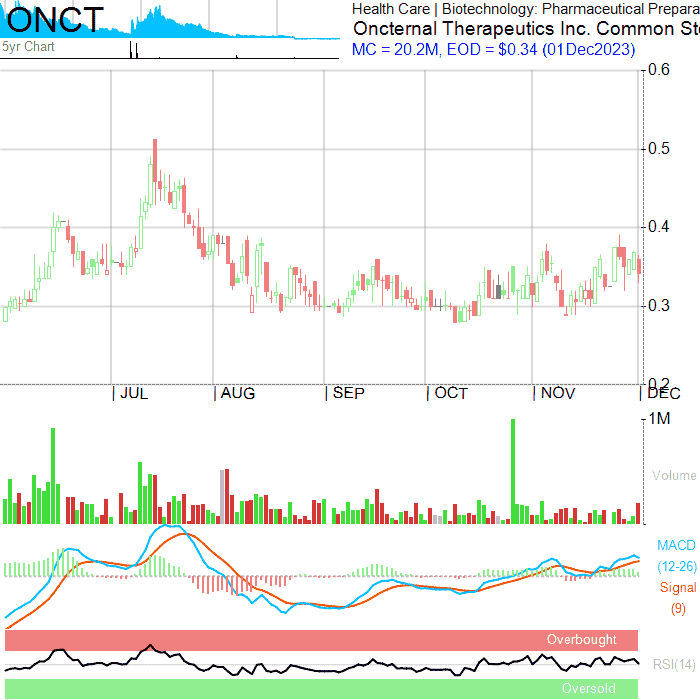 ONCT
5yr Chart
Health Care | Biotechnology: Pharmaceutical Prepara
Oncternal Therapeutics Inc. Common Sto
MC = 20.2M, EOD = $0.34 (01Dec2023)
0.6
0.5
0.4
0.3
0.2
JUL AUG SEP OCT NOV DEC
1M
Volume
MACD
(12-26)
Signal
(9)
Overbought
RSI(14)
Oversold